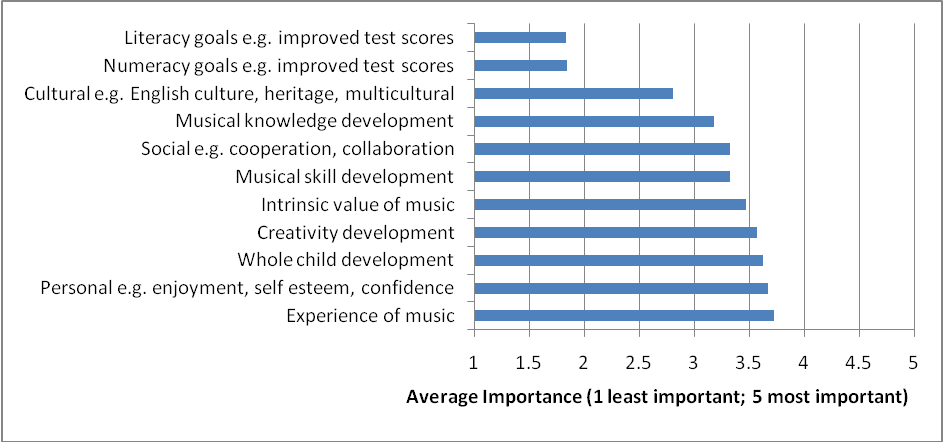 Literacy goals e.g. improved test scores
Numeracy goals e.g. improved test scores
Cultural e.g. English culture, heritage, multicultural
Musical knowledge development
Social e.g. cooperation, collaboration
Musical skill development
Intrinsic value of music
Creativity development
Whole child development
Personal e.g. enjoyment, self esteem, confidence
Experience of music
1 1.5 2 2.5 3 3.5 4 4.5 5
Average Importance (1 least important; 5 most important)